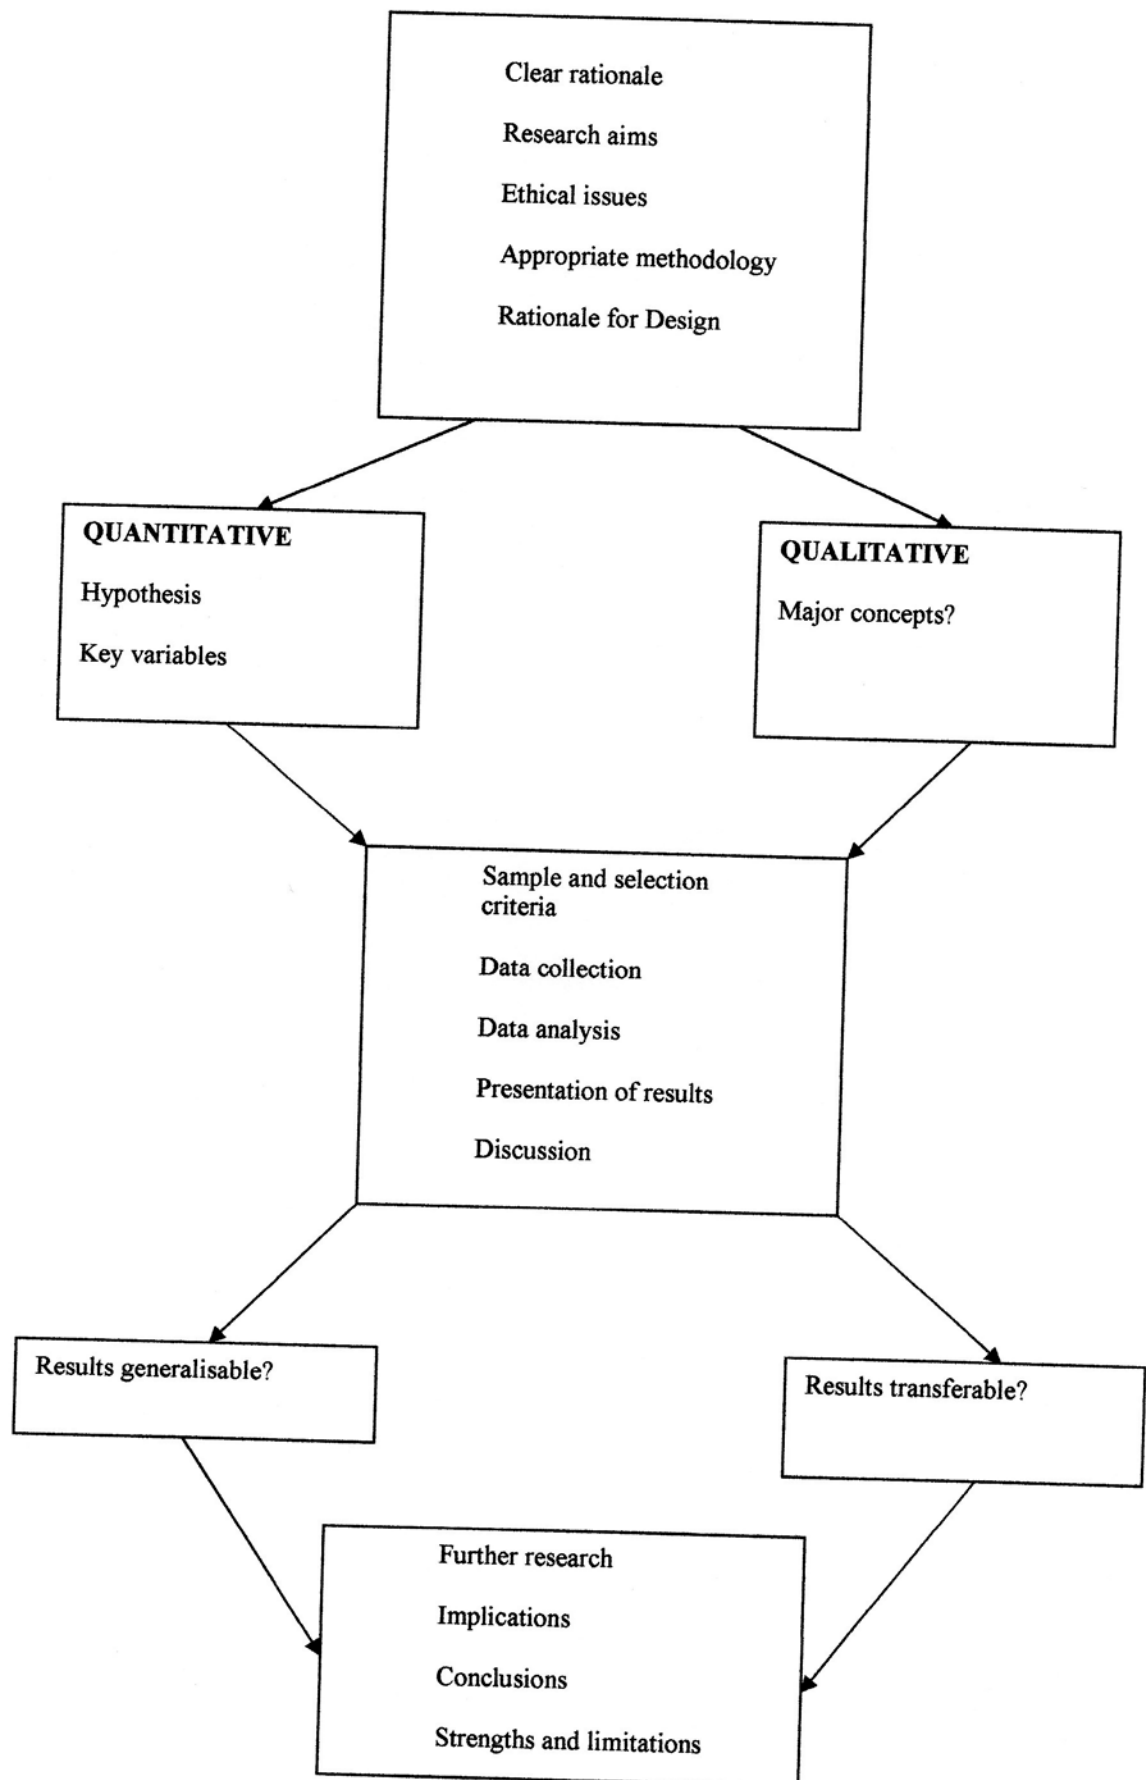 Clear rationale
Research aims
Ethical issues
Appropriate methodology
Rationale for Design
QUANTITATIVE
Hypothesis
Key variables
QUALITATIVE
Major concepts?
Sample and selection
criteria
Data collection
Data analysis
Presentation of results
Discussion
Results generalisable?
Results transferable?
Further research
Implications
Conclusions
Strengths and limitations